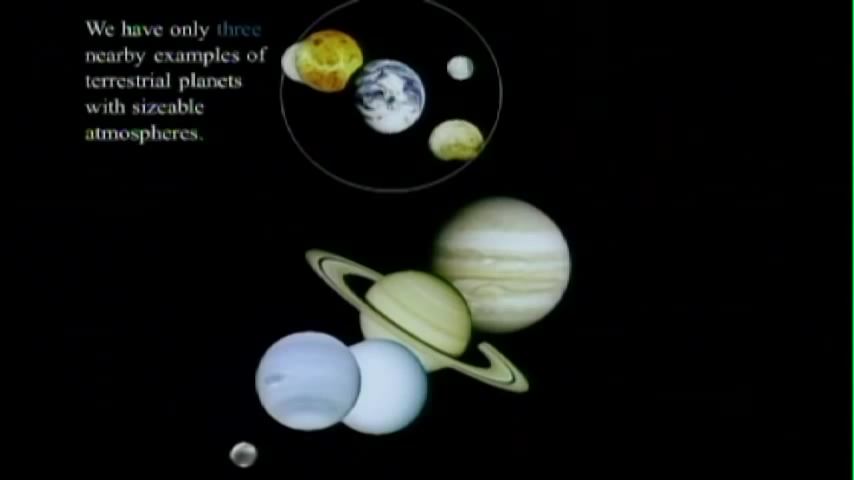 We have only three
nearby examples of
terrestrial planets
with sizeable
atmospheres.